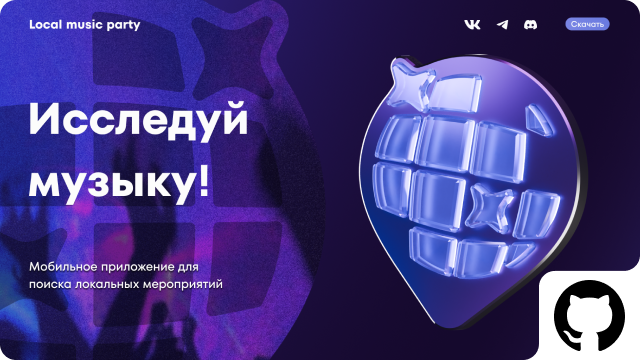 Local music party
Скачать
Исследуй
музыку!
Мобильное приложение для
поиска локальных мероприятий